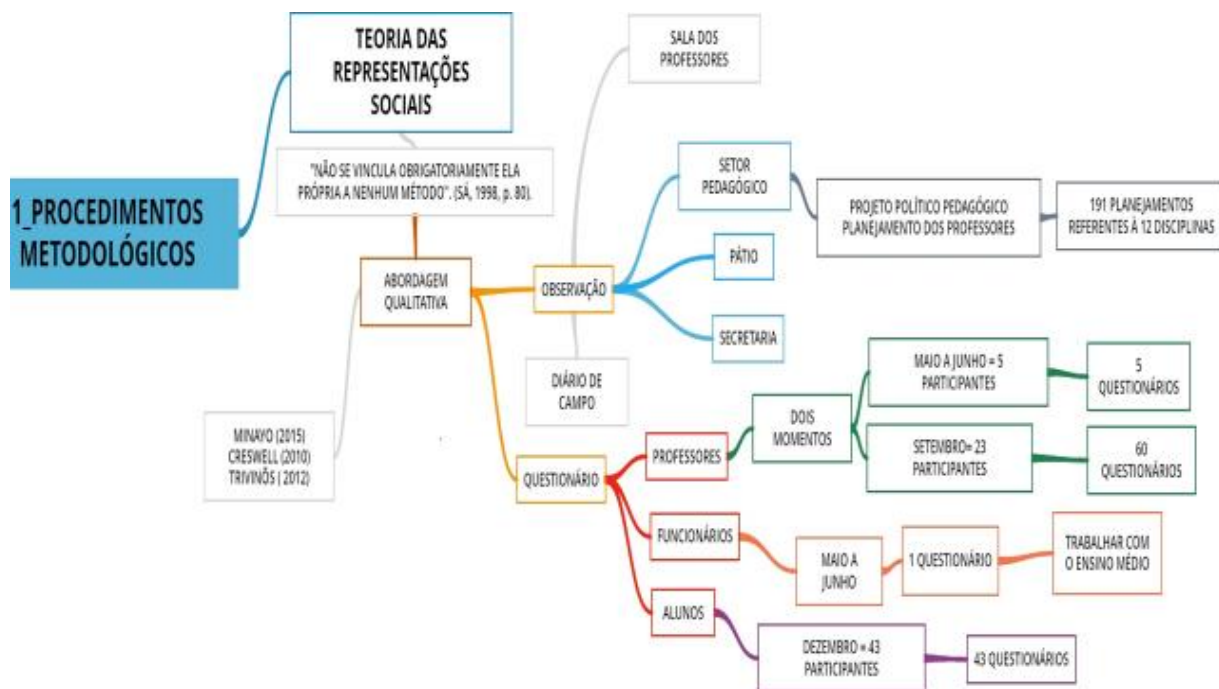 1_PROCEDIMENTOS
METODOLÓGICOS
TEORIA DAS
REPRESENTAÇÕES
SOCIAIS
"NÃO SE VINCULA OBRIGATORIAMENTE ELA
PRÓPRIA A NENHUM MÉTODO". (SÁ, 1998, p. 80).
ABORDAGEM
QUALITATIVA
MINAYO (2015)
CRESWELL (2010)
TRIVINÕS ( 2012)
OBSERVAÇÃO
SALA DOS
PROFESSORES
SETOR
PEDAGÓGICO
PROJETO POLÍTICO PEDAGÓGICO
PLANEJAMENTO DOS PROFESSORES
191 PLANEJAMENTOS
REFERENTES À 12 DISCIPLINAS
PÁTIO
SECRETARIA
DIÁRIO DE
CAMPO
QUESTIONÁRIO
PROFESSORES
DOIS
MOMENTOS
MAIO A JUNHO = 5
PARTICIPANTES
5
QUESTIONÁRIOS
SETEMBRO= 23
PARTICIPANTES
60
QUESTIONÁRIOS
FUNCIONÁRIOS
MAIO A
JUNHO
1 QUESTIONÁRIO
TRABALHAR COM
O ENSINO MÉDIO
ALUNOS
DEZEMBRO = 43
PARTICIPANTES
43 QUESTIONÁRIOS